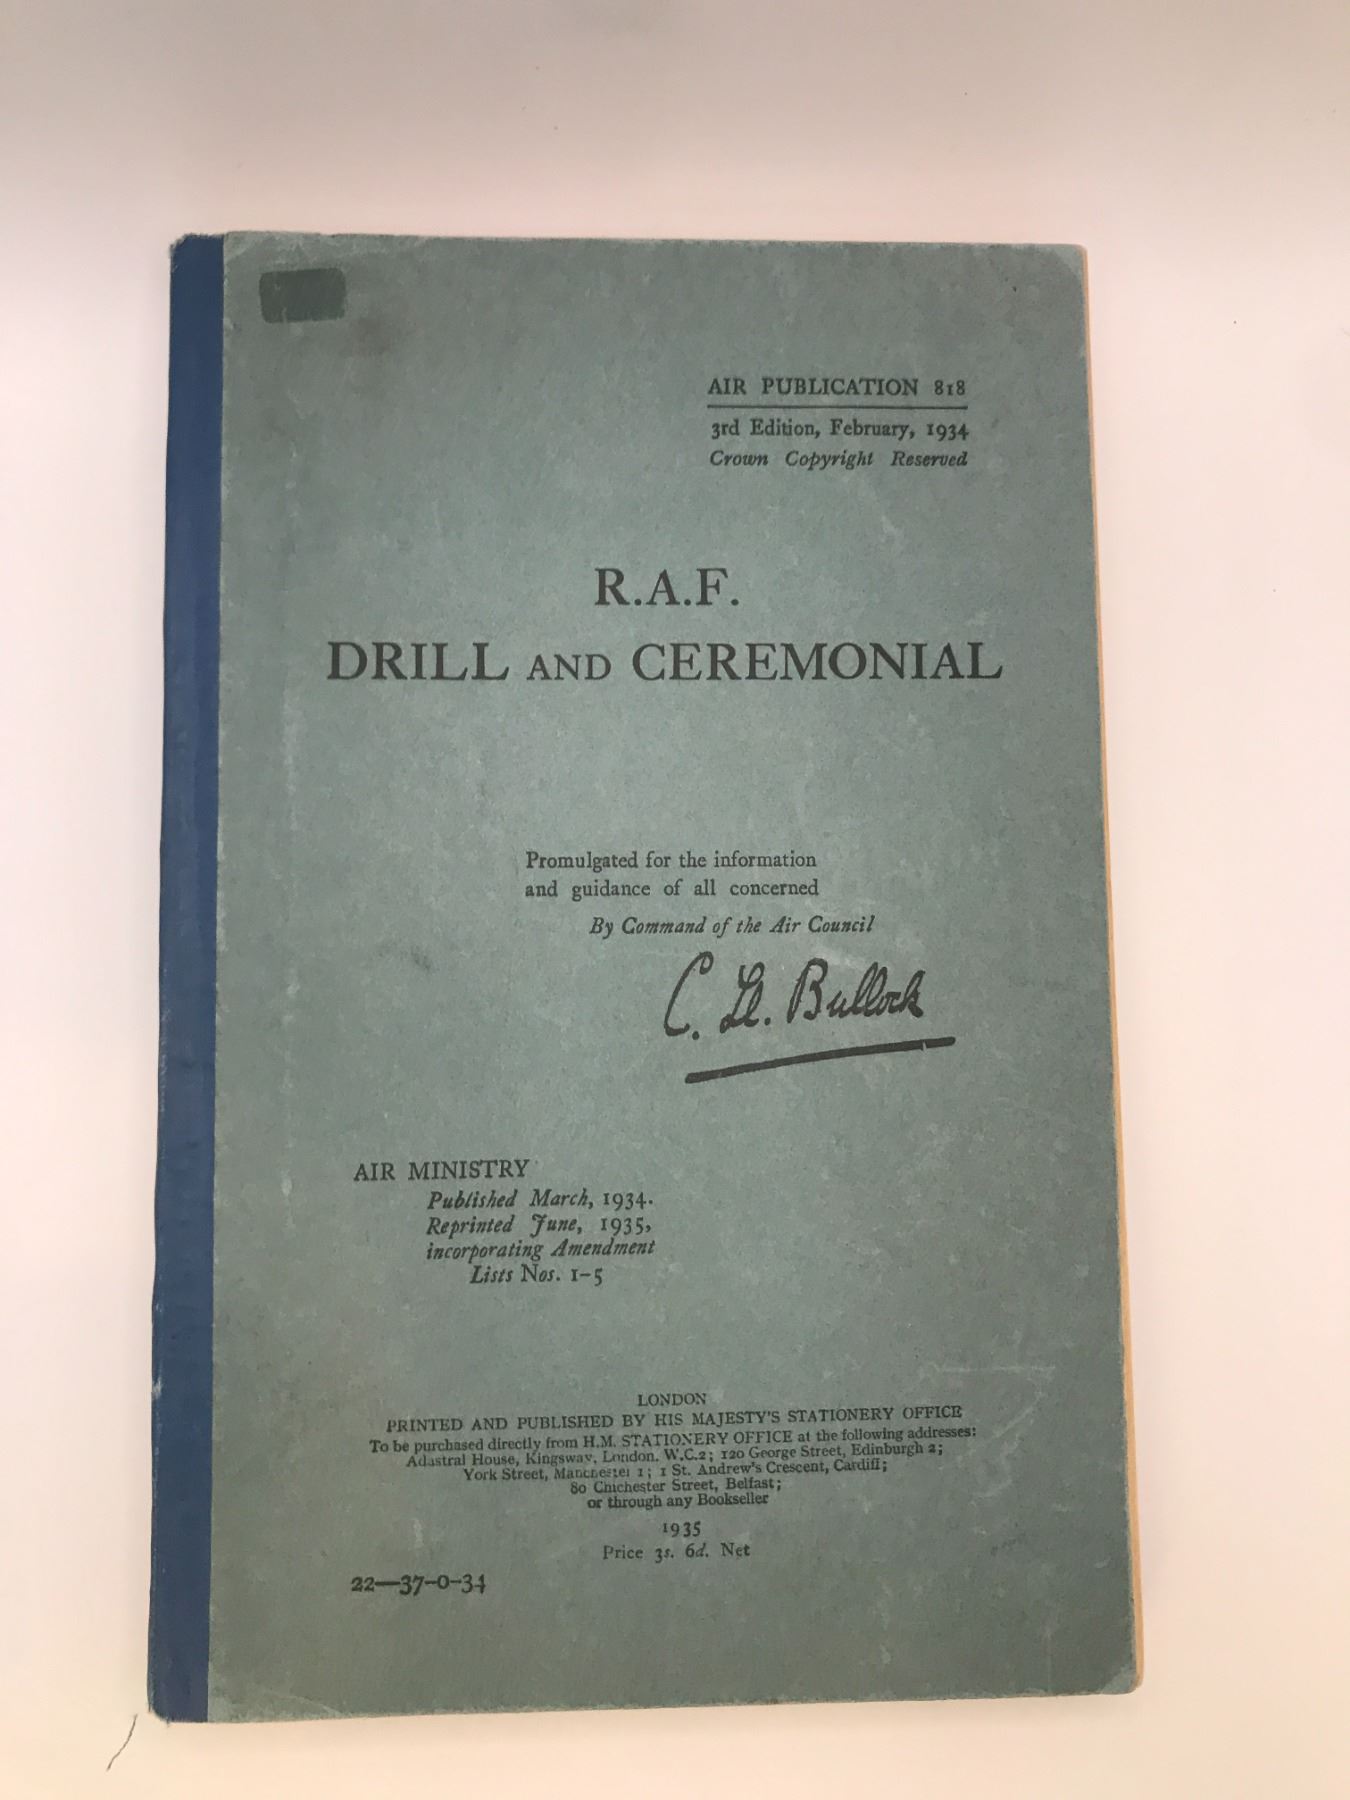 AIR PUBLICATION 818
3rd Edition, February, 1934
Crown Copyright Reserved
R.A.F.
DRILL AND CEREMONIAL
Promulgated for the information
and guidance of all concerned
By Command of the Air Council
C. Ll. Bullock
AIR MINISTRY
Published March, 1934.
Reprinted June, 1935,
incorporating Amendment
Lists Nos. 1–5
LONDON
PRINTED AND PUBLISHED BY HIS MAJESTY'S STATIONERY OFFICE
To be purchased directly from H.M. STATIONERY OFFICE at the following addresses:
Adastral House, Kingsway, London, W.C.2; 120 George Street, Edinburgh 2;
York Street, Manchester 1; 1 St. Andrew's Crescent, Cardiff;
80 Chichester Street, Belfast;
or through any Bookseller
1935
Price 3s. 6d. Net
22—37–0–34